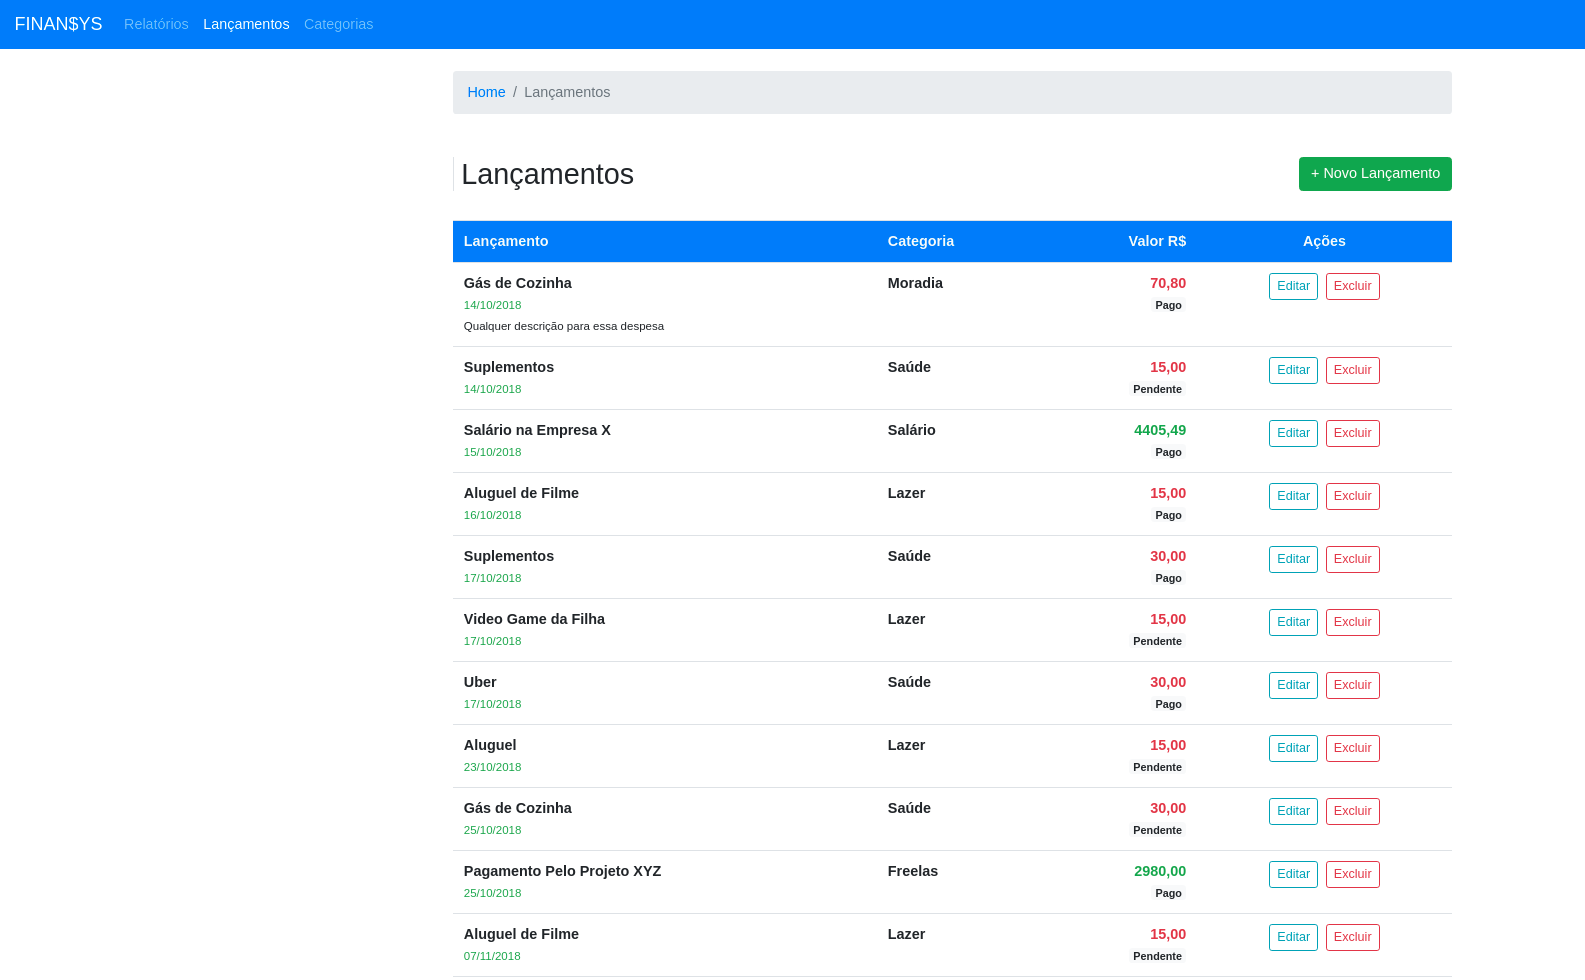 FINAN$YS Relatórios Lançamentos Categorias
Home / Lançamentos
Lançamentos + Novo Lançamento
Lançamento Categoria Valor R$ Ações
Gás de Cozinha Moradia 70,80 Editar Excluir
14/10/2018 Pago
Qualquer descrição para essa despesa
Suplementos Saúde 15,00 Editar Excluir
14/10/2018 Pendente
Salário na Empresa X Salário 4405,49 Editar Excluir
15/10/2018 Pago
Aluguel de Filme Lazer 15,00 Editar Excluir
16/10/2018 Pago
Suplementos Saúde 30,00 Editar Excluir
17/10/2018 Pago
Video Game da Filha Lazer 15,00 Editar Excluir
17/10/2018 Pendente
Uber Saúde 30,00 Editar Excluir
17/10/2018 Pago
Aluguel Lazer 15,00 Editar Excluir
23/10/2018 Pendente
Gás de Cozinha Saúde 30,00 Editar Excluir
25/10/2018 Pendente
Pagamento Pelo Projeto XYZ Freelas 2980,00 Editar Excluir
25/10/2018 Pago
Aluguel de Filme Lazer 15,00 Editar Excluir
07/11/2018 Pendente